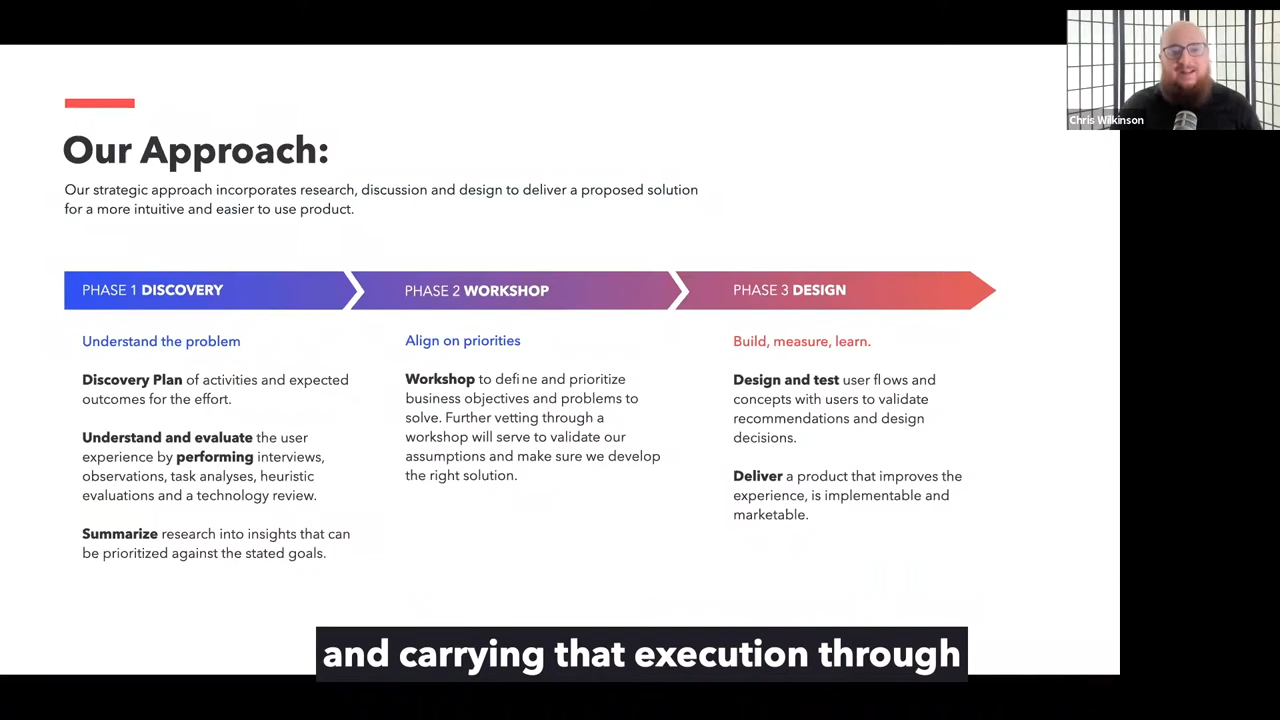 Chris Wilkinson
Our Approach:
Our strategic approach incorporates research, discussion and design to deliver a proposed solution
for a more intuitive and easier to use product.
PHASE 1 DISCOVERY
Understand the problem
Discovery Plan of activities and expected
outcomes for the effort.
Understand and evaluate the user
experience by performing interviews,
observations, task analyses, heuristic
evaluations and a technology review.
Summarize research into insights that can
be prioritized against the stated goals.
PHASE 2 WORKSHOP
Align on priorities
Workshop to define and prioritize
business objectives and problems to
solve. Further vetting through a
workshop will serve to validate our
assumptions and make sure we develop
the right solution.
PHASE 3 DESIGN
Build, measure, learn.
Design and test user flows and
concepts with users to validate
recommendations and design
decisions.
Deliver a product that improves the
experience, is implementable and
marketable.
and carrying that execution through